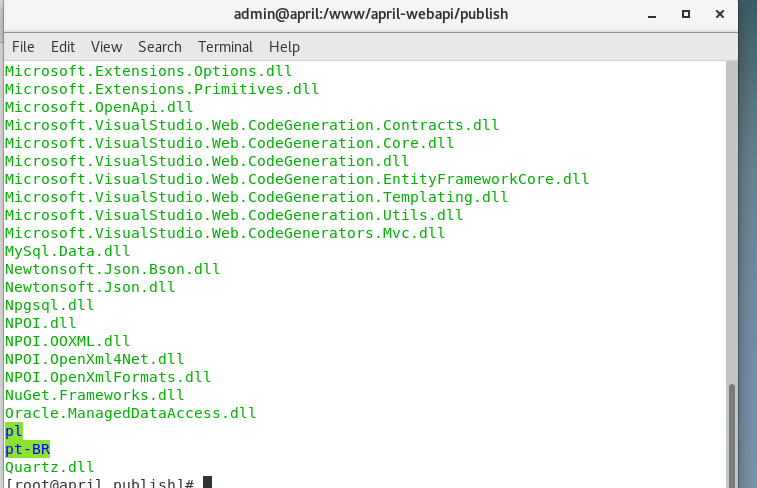 admin@april:/www/april-webapi/publish
File Edit View Search Terminal Help
Microsoft.Extensions.Options.dll
Microsoft.Extensions.Primitives.dll
Microsoft.OpenApi.dll
Microsoft.VisualStudio.Web.CodeGeneration.Contracts.dll
Microsoft.VisualStudio.Web.CodeGeneration.Core.dll
Microsoft.VisualStudio.Web.CodeGeneration.dll
Microsoft.VisualStudio.Web.CodeGeneration.EntityFrameworkCore.dll
Microsoft.VisualStudio.Web.CodeGeneration.Templating.dll
Microsoft.VisualStudio.Web.CodeGeneration.Utils.dll
Microsoft.VisualStudio.Web.CodeGenerators.Mvc.dll
MySql.Data.dll
Newtonsoft.Json.Bson.dll
Newtonsoft.Json.dll
Npgsql.dll
NPOI.dll
NPOI.OOXML.dll
NPOI.OpenXml4Net.dll
NPOI.OpenXmlFormats.dll
NuGet.Frameworks.dll
Oracle.ManagedDataAccess.dll
pl
pt-BR
Quartz.dll
[root@april publish]#